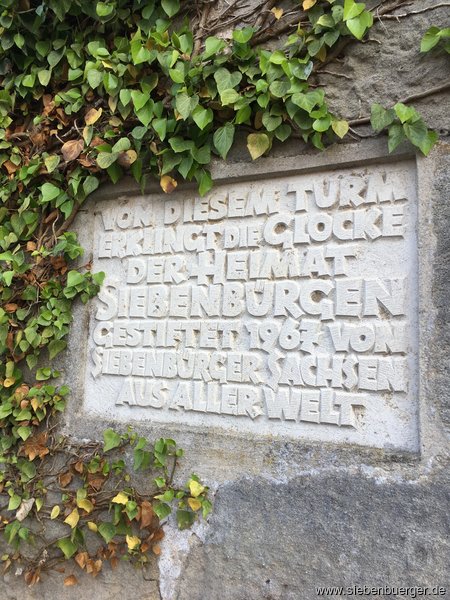 VON DIESEM TURM
ERKLINGT DIE GLOCKE
DER HEIMAT
SIEBENBÜRGEN
GESTIFTET 1967 VON
SIEBENBÜRGER SACHSEN
AUS ALLER WELT
www.siebenbuerger.de